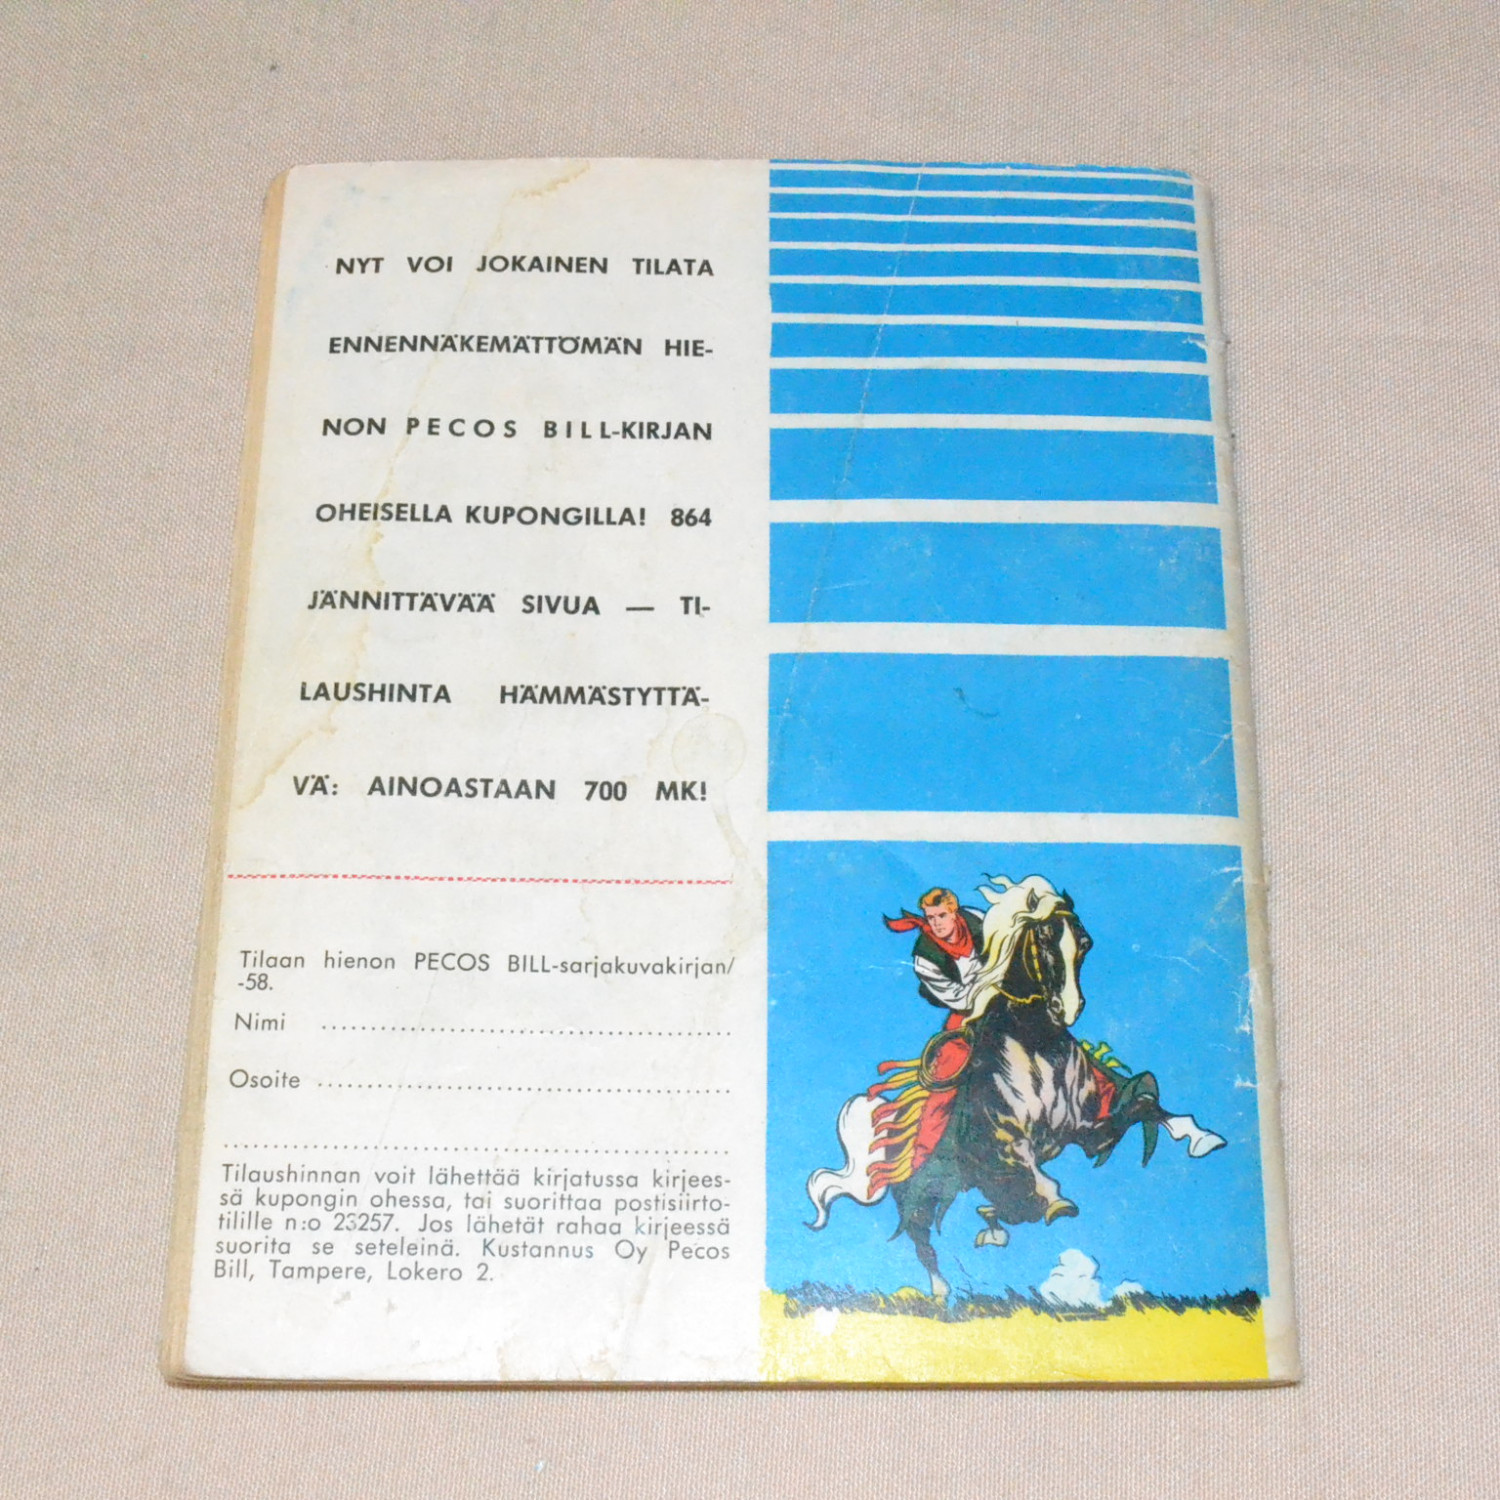 NYT VOI JOKAINEN TILATA
ENNENNÄKEMÄTTÖMÄN HIE-
NON PECOS BILL-KIRJAN
OHEISELLA KUPONGILLA! 864
JÄNNITTÄVÄÄ SIVUA — TI-
LAUSHINTA HÄMMÄSTYTTÄ-
VÄ: AINOASTAAN 700 MK!
Tilaan hienon PECOS BILL-sarjakuvakirjan/
-58.
Nimi ........................................
Osoite ........................................
..................................................
Tilaushinnan voit lähettää kirjatussa kirjees-
sä kupongin ohessa, tai suorittaa postisiirto-
tilille n:o 23257. Jos lähetät rahaa kirjeessä
suorita se seteleinä. Kustannus Oy Pecos
Bill, Tampere, Lokero 2.